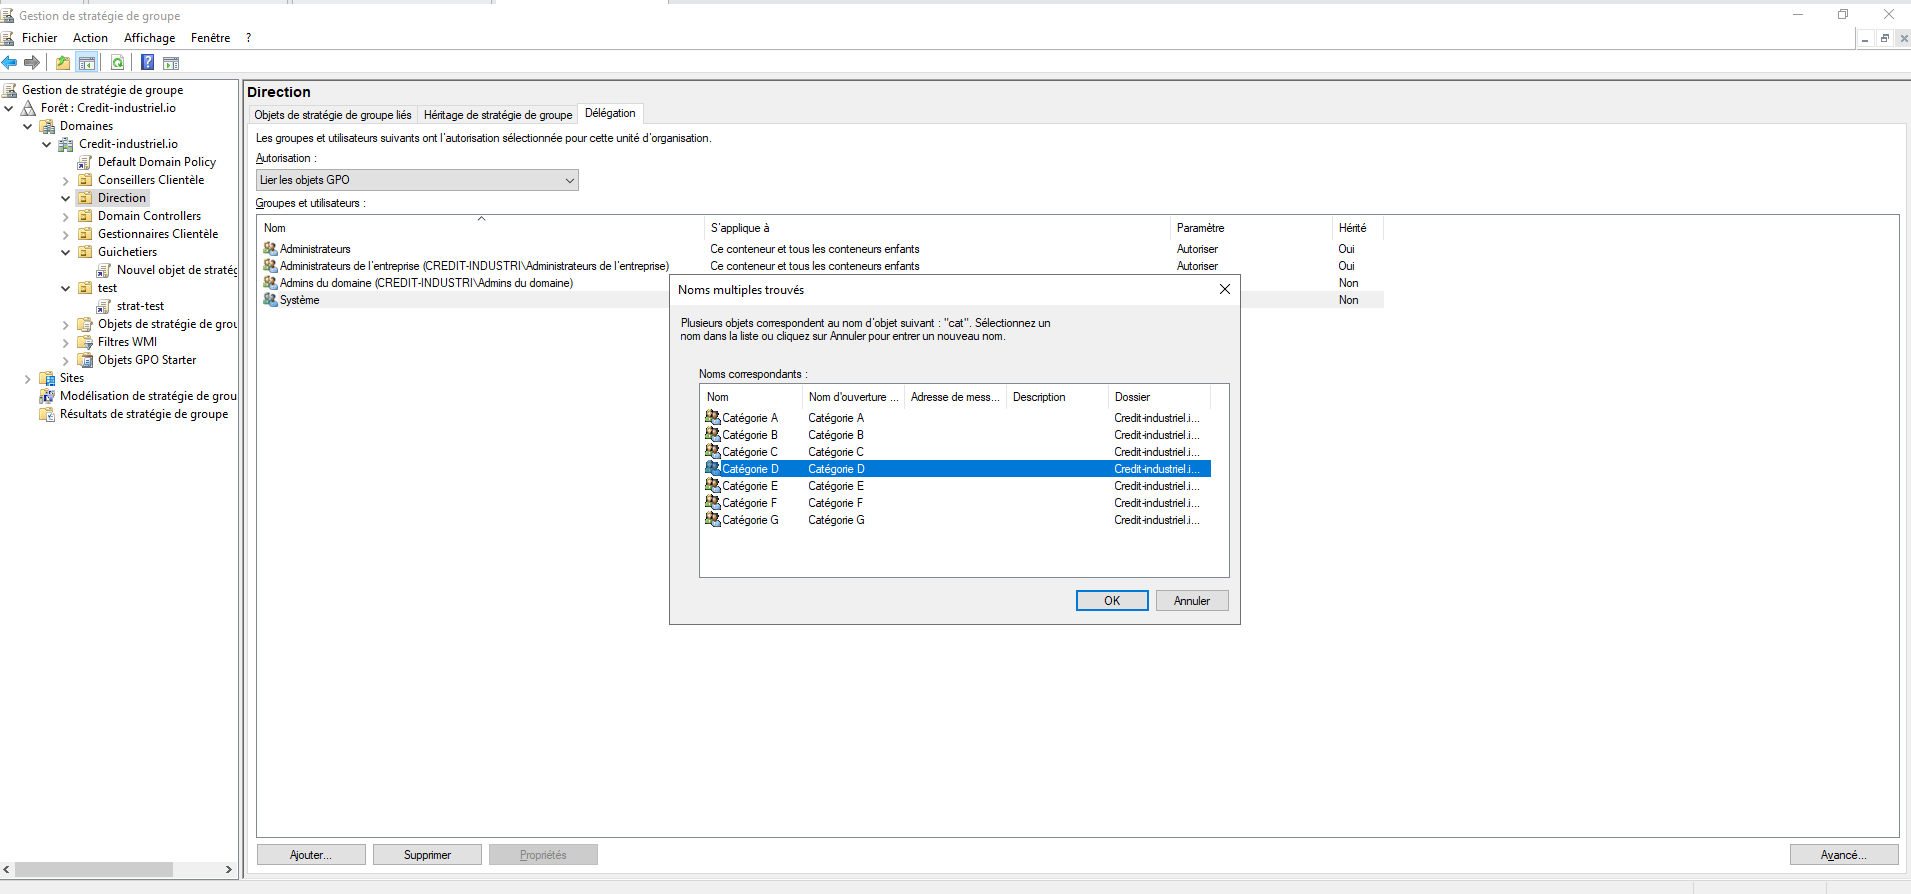 Gestion de stratégie de groupe
Fichier Action Affichage Fenêtre ?
Gestion de stratégie de groupe
Forêt : Credit-industriel.io
Domaines
Credit-industriel.io
Default Domain Policy
Conseillers Clientèle
Direction
Domain Controllers
Gestionnaires Clientèle
Guichetiers
Nouvel objet de stratég
test
strat-test
Objets de stratégie de grou
Filtres WMI
Objets GPO Starter
Sites
Modélisation de stratégie de grou
Résultats de stratégie de groupe
Direction
Objets de stratégie de groupe liés Héritage de stratégie de groupe Délégation
Les groupes et utilisateurs suivants ont l'autorisation sélectionnée pour cette unité d'organisation.
Autorisation :
Lier les objets GPO
Groupes et utilisateurs :
Nom S'applique à Paramètre Hérité
Administrateurs Ce conteneur et tous les conteneurs enfants Autoriser Oui
Administrateurs de l'entreprise (CREDIT-INDUSTRI\Administrateurs de l'entreprise) Ce conteneur et tous les conteneurs enfants Autoriser Oui
Admins du domaine (CREDIT-INDUSTRI\Admins du domaine) Non
Système Non
Noms multiples trouvés
Plusieurs objets correspondent au nom d'objet suivant : "cat". Sélectionnez un
nom dans la liste ou cliquez sur Annuler pour entrer un nouveau nom.
Noms correspondants :
Nom Nom d'ouverture ... Adresse de mess... Description Dossier
Catégorie A Catégorie A Credit-industriel.i...
Catégorie B Catégorie B Credit-industriel.i...
Catégorie C Catégorie C Credit-industriel.i...
Catégorie D Catégorie D Credit-industriel.i...
Catégorie E Catégorie E Credit-industriel.i...
Catégorie F Catégorie F Credit-industriel.i...
Catégorie G Catégorie G Credit-industriel.i...
OK Annuler
Ajouter... Supprimer Propriétés Avancé...